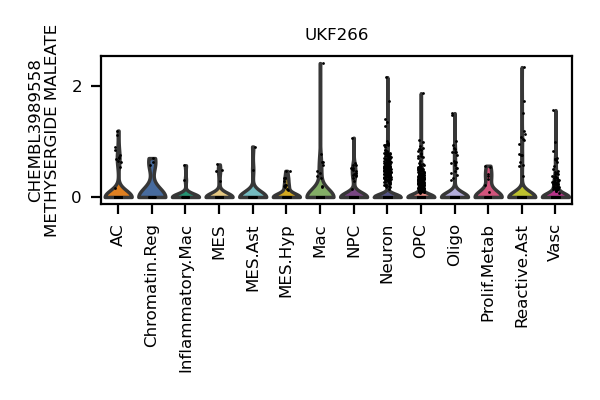 UKF266
CHEMBL3989558
METHYSERGIDE MALEATE
2
0
AC
Chromatin.Reg
Inflammatory.Mac
MES
MES.Ast
MES.Hyp
Mac
NPC
Neuron
OPC
Oligo
Prolif.Metab
Reactive.Ast
Vasc